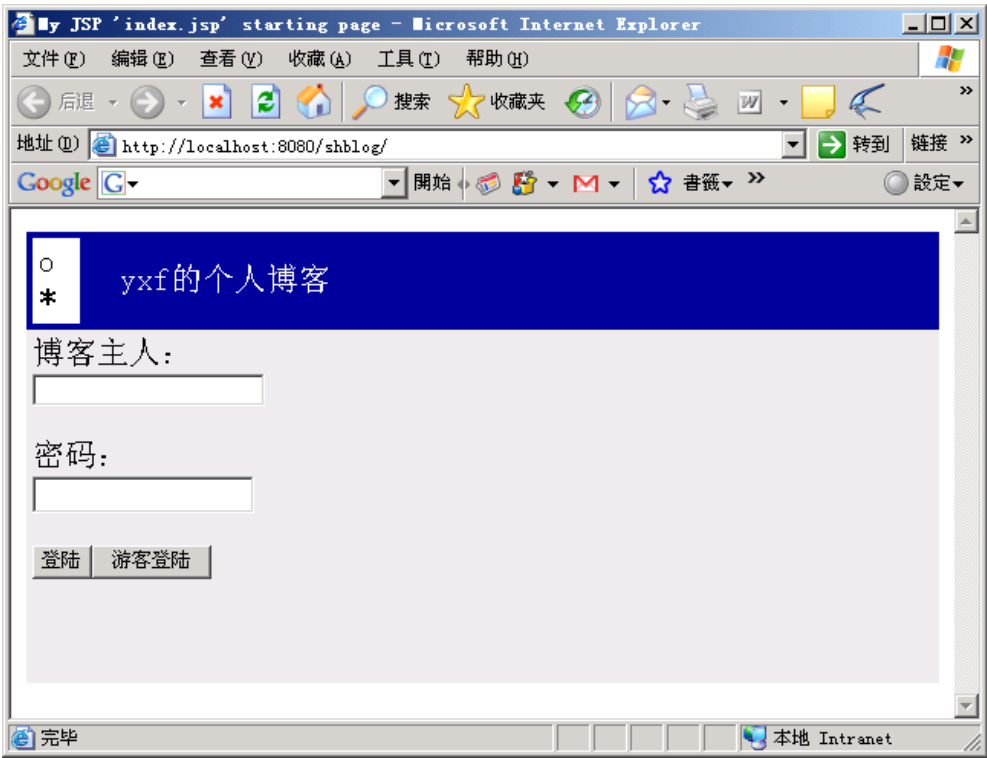 My JSP 'index.jsp' starting page - Microsoft Internet Explorer
文件(F) 编辑(E) 查看(V) 收藏(A) 工具(T) 帮助(H)
后退 搜索 收藏夹 W »
地址(D) http://localhost:8080/shblog/ 转到 链接 »
Google G 開始 書籤 » 設定
yxf的个人博客
博客主人:
密码:
登陆 游客登陆
完毕 本地 Intranet